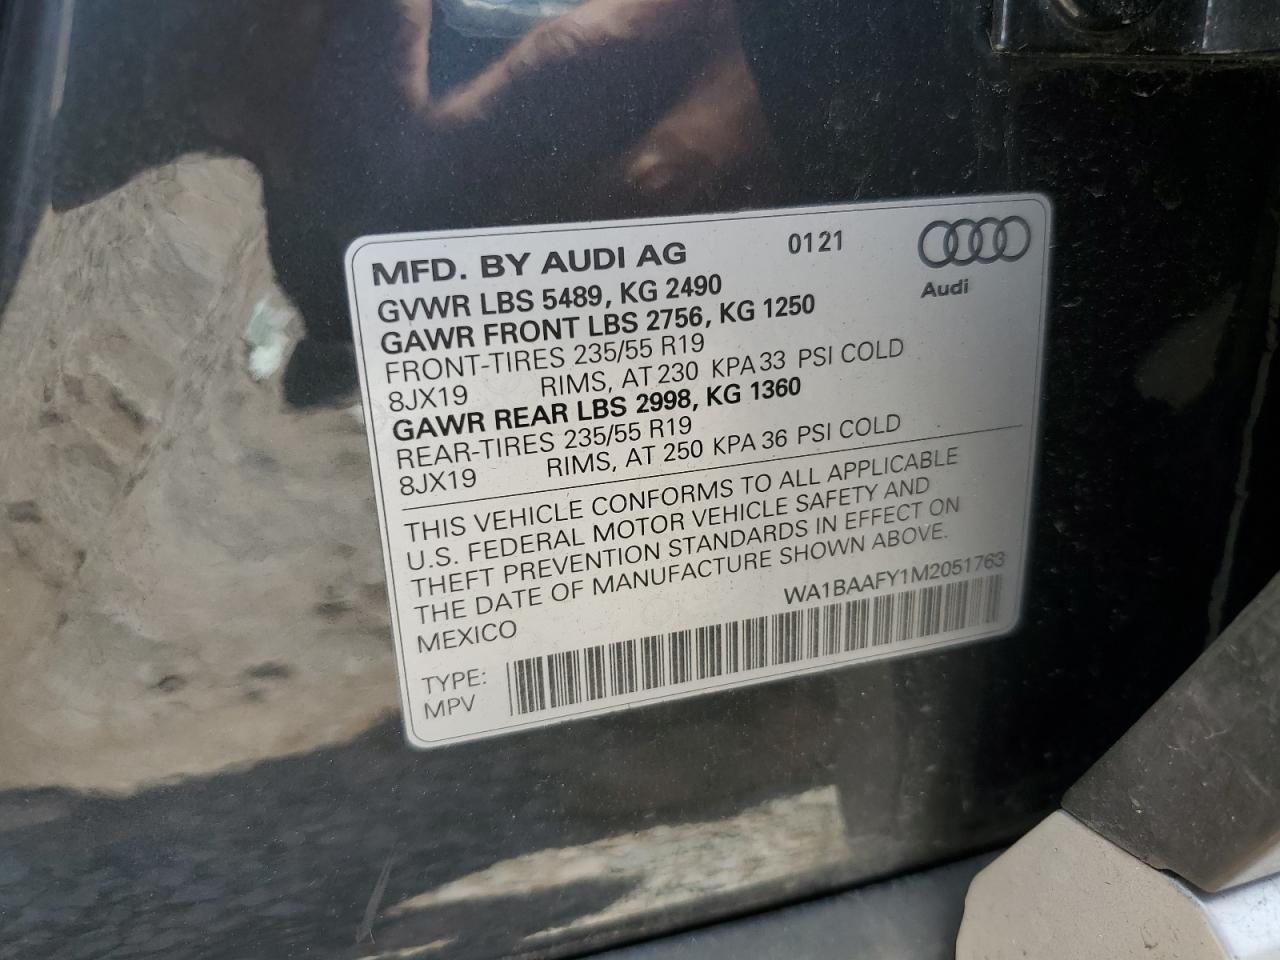 MFD. BY AUDI AG 0121
Audi
GVWR LBS 5489, KG 2490
GAWR FRONT LBS 2756, KG 1250
FRONT-TIRES 235/55 R19
8JX19 RIMS, AT 230 KPA 33 PSI COLD
GAWR REAR LBS 2998, KG 1360
REAR-TIRES 235/55 R19
8JX19 RIMS, AT 250 KPA 36 PSI COLD
THIS VEHICLE CONFORMS TO ALL APPLICABLE
U.S. FEDERAL MOTOR VEHICLE SAFETY AND
THEFT PREVENTION STANDARDS IN EFFECT ON
THE DATE OF MANUFACTURE SHOWN ABOVE.
MEXICO WA1BAAFY1M2051763
TYPE:
MPV